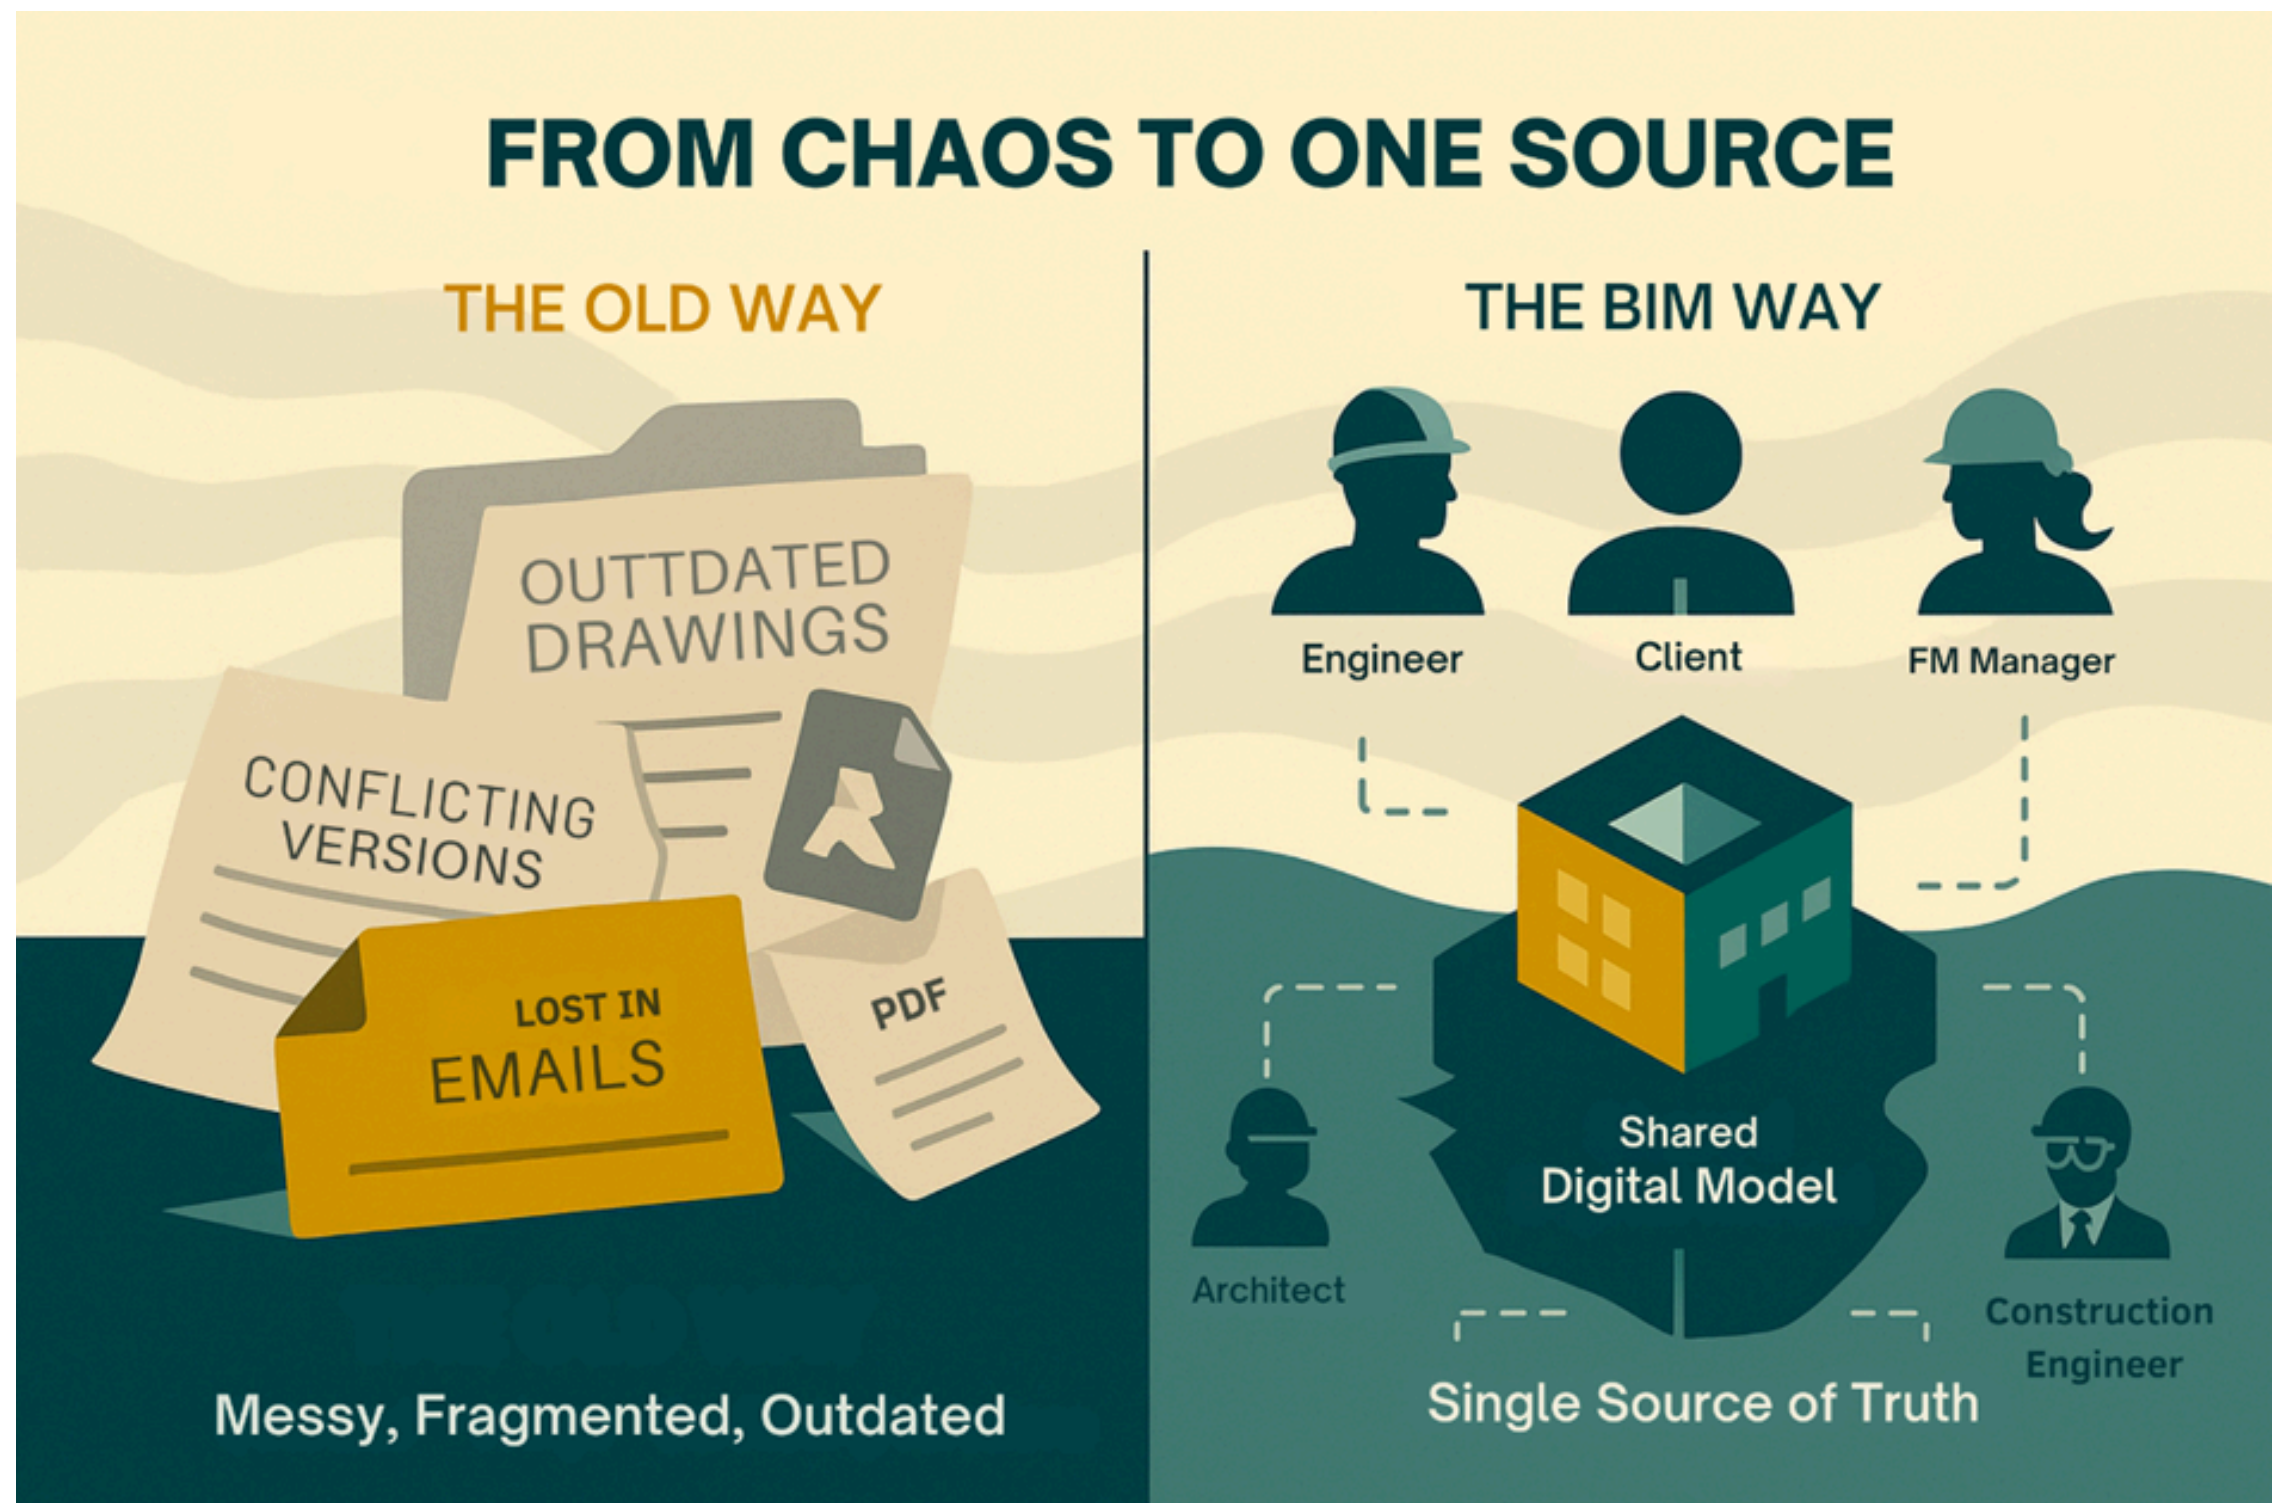 FROM CHAOS TO ONE SOURCE
THE OLD WAY
OUTTDATED
DRAWINGS
CONFLICTING
VERSIONS
LOST IN
EMAILS
PDF
Messy, Fragmented, Outdated
THE BIM WAY
Engineer
Client
FM Manager
Shared
Digital Model
Architect
Construction
Engineer
Single Source of Truth